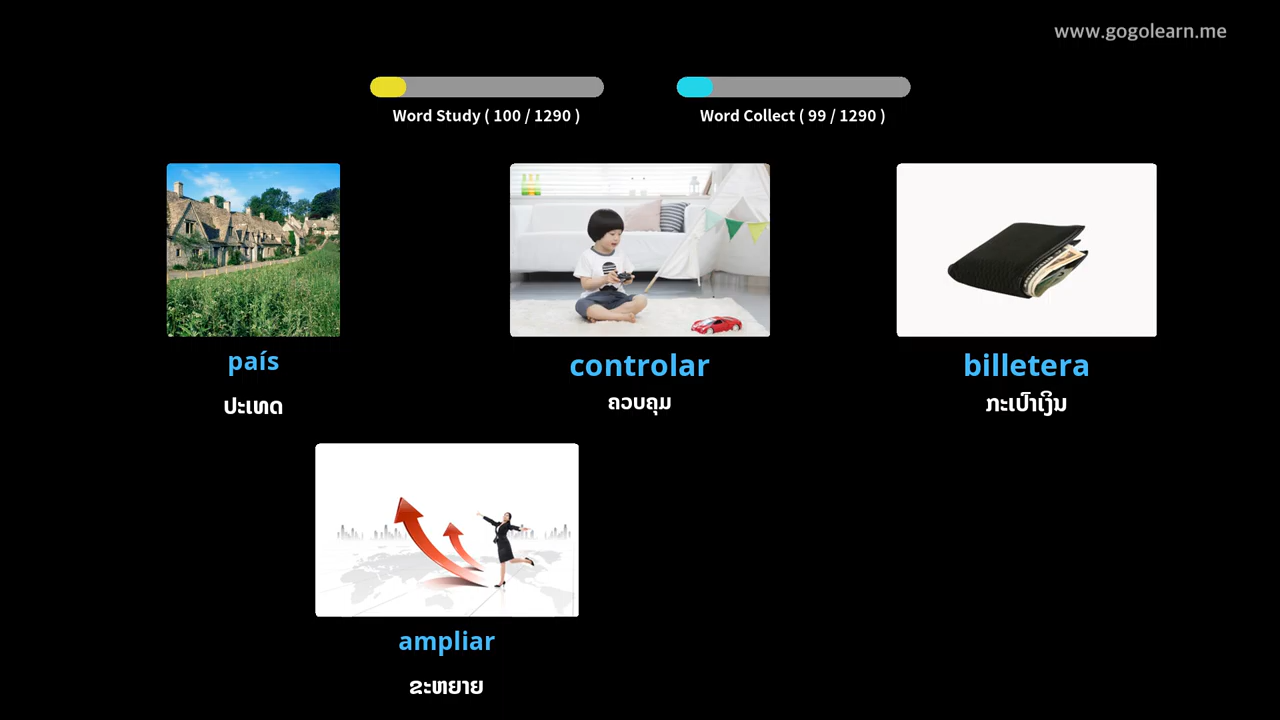 www.gogolearn.me
Word Study ( 100 / 1290 )
Word Collect ( 99 / 1290 )
país
controlar
billetera
ປະເທດ
ຄວບຄຸມ
ກະເປົາເງິນ
ampliar
ຂະຫຍາຍ